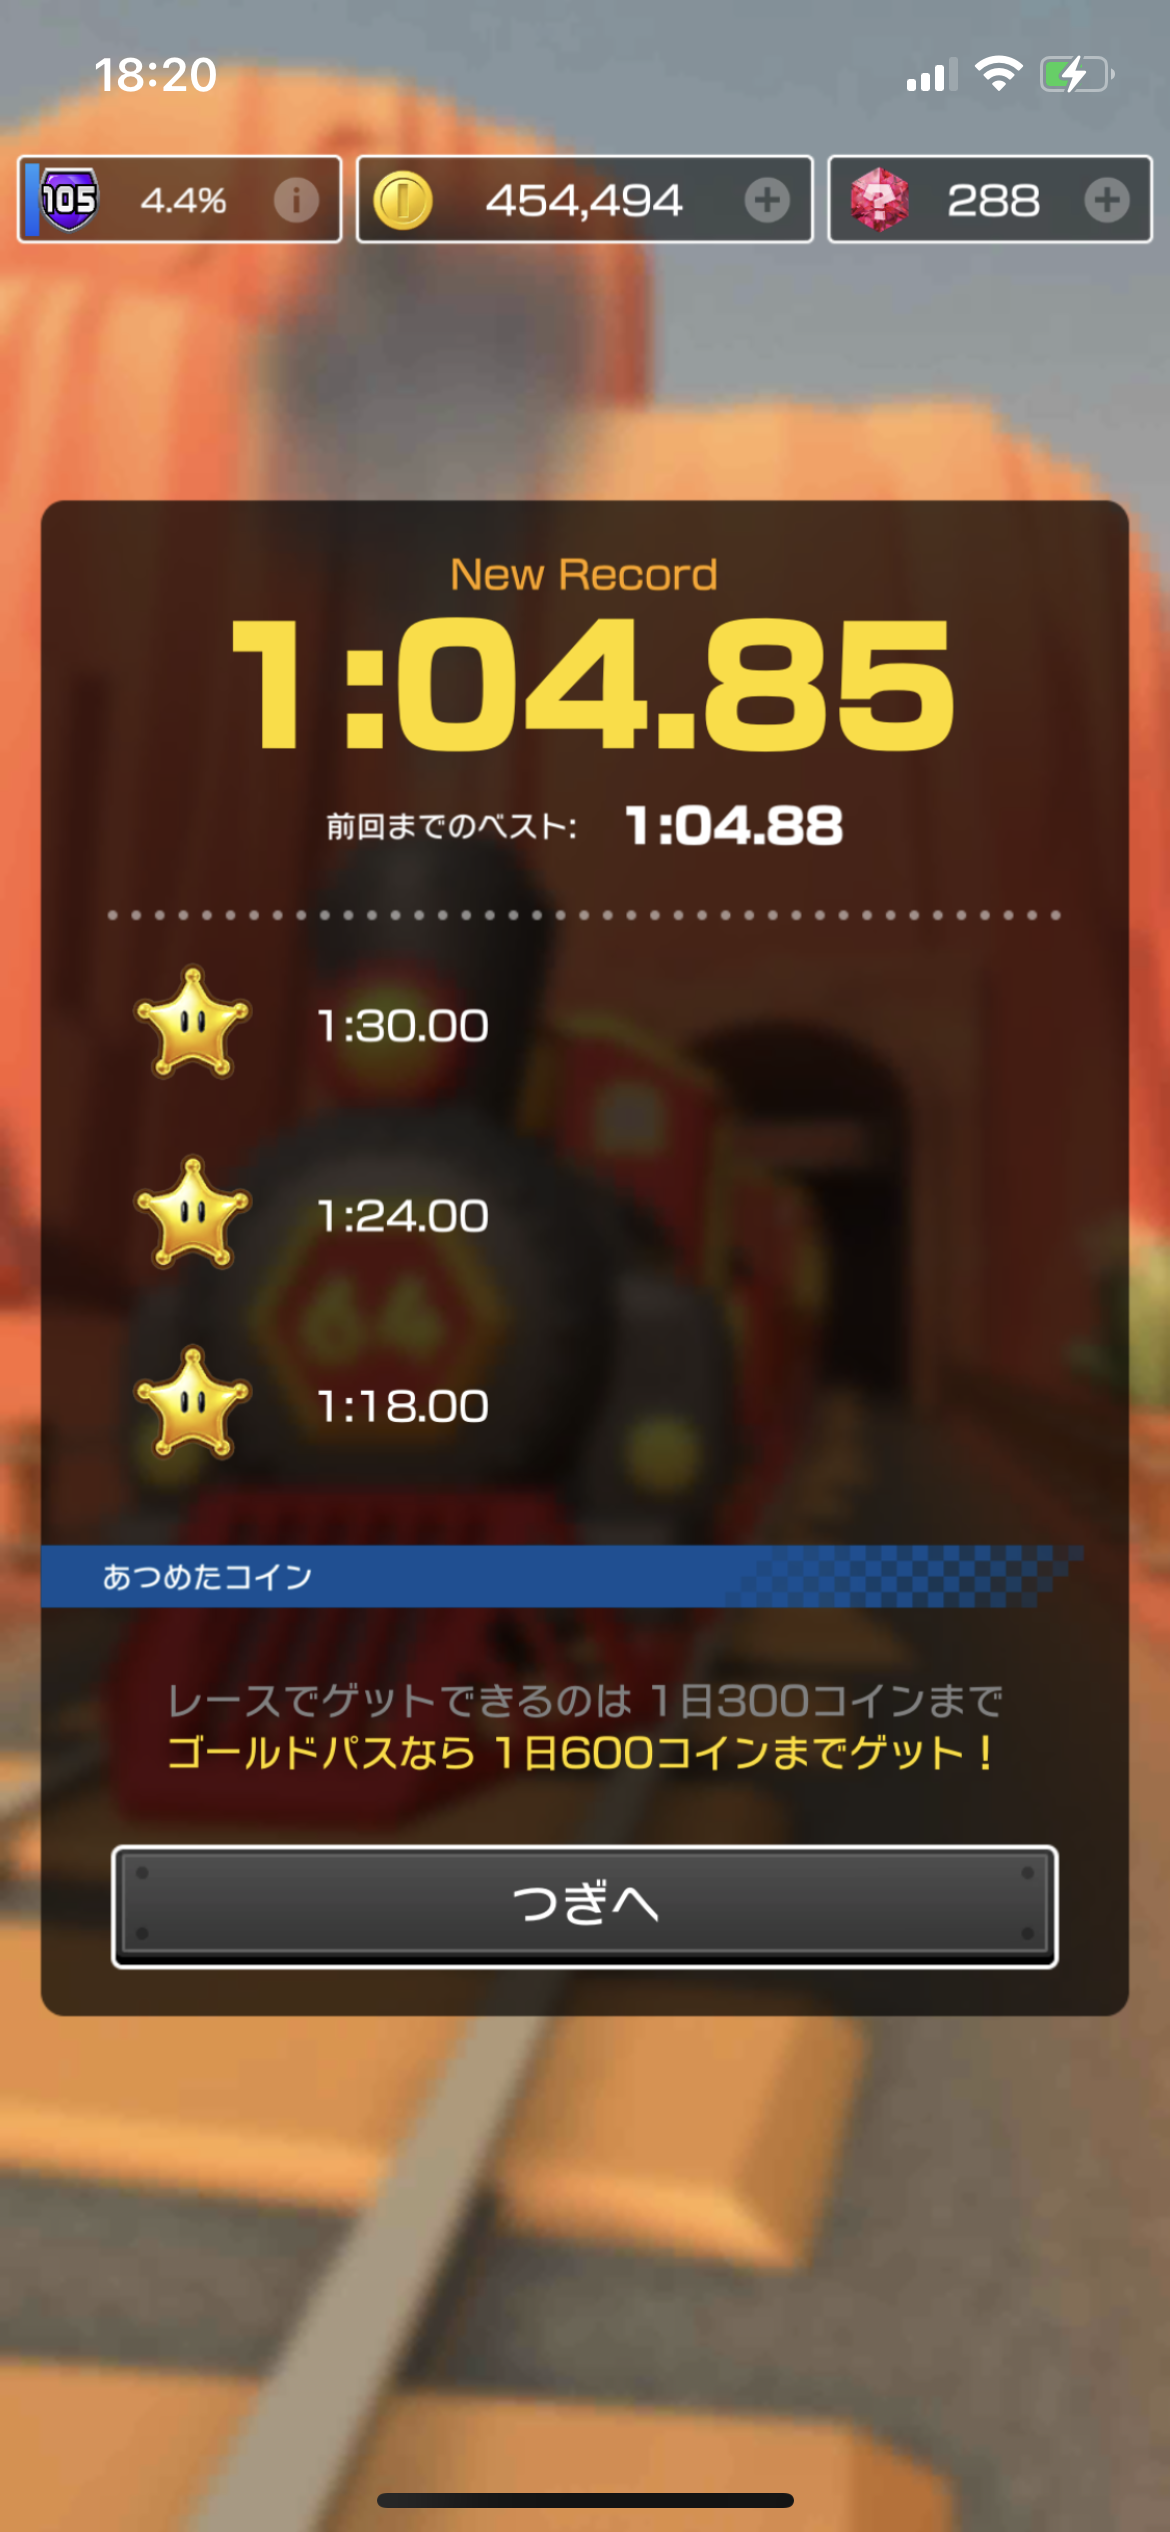 18:20
105 4.4% i 454,494 + ? 288 +
New Record
1:04.85
前回までのベスト: 1:04.88
1:30.00
1:24.00
1:18.00
64
あつめたコイン
レースでゲットできるのは 1日300コインまで
ゴールドパスなら 1日600コインまでゲット！
つぎへ